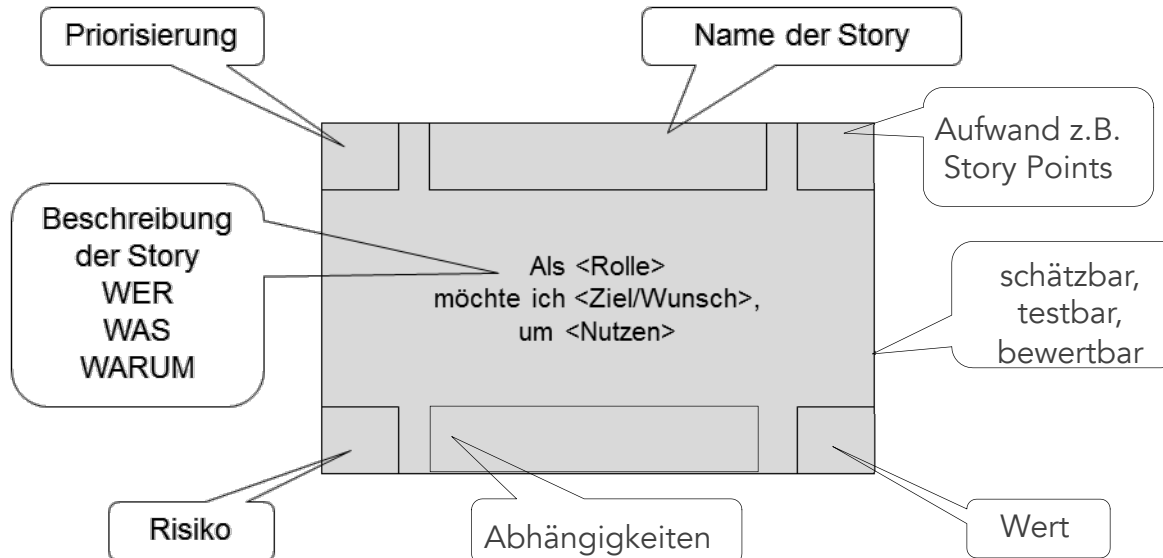 Priorisierung
Name der Story
Aufwand z.B.
Story Points
Beschreibung
der Story
WER
WAS
WARUM
Als <Rolle>
möchte ich <Ziel/Wunsch>,
um <Nutzen>
schätzbar,
testbar,
bewertbar
Risiko
Abhängigkeiten
Wert